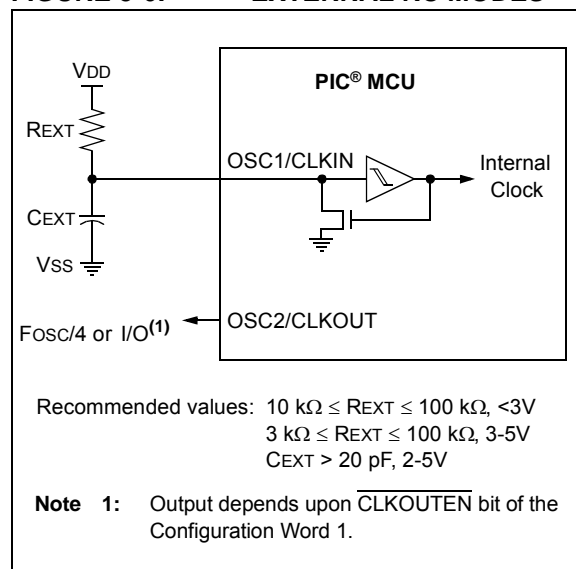 VDD
PIC® MCU
REXT
OSC1/CLKIN
Internal
Clock
CEXT
VSS
OSC2/CLKOUT
FOSC/4 or I/O(1)
Recommended values: 10 kΩ ≤ REXT ≤ 100 kΩ, <3V
3 kΩ ≤ REXT ≤ 100 kΩ, 3-5V
CEXT > 20 pF, 2-5V
Note 1: Output depends upon CLKOUTEN bit of the
Configuration Word 1.